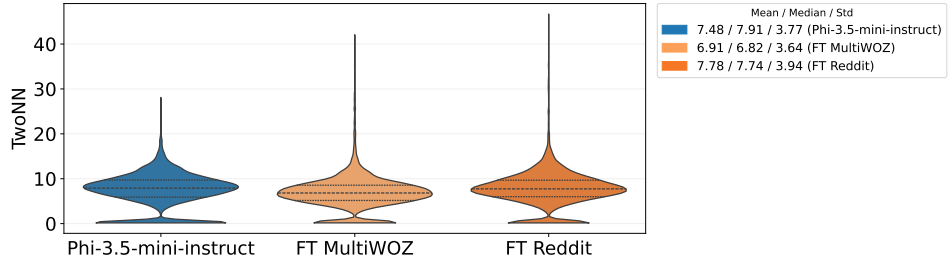 Mean / Median / Std
7.48 / 7.91 / 3.77 (Phi-3.5-mini-instruct)
6.91 / 6.82 / 3.64 (FT MultiWOZ)
7.78 / 7.74 / 3.94 (FT Reddit)
TwoNN
40
30
20
10
0
Phi-3.5-mini-instruct
FT MultiWOZ
FT Reddit